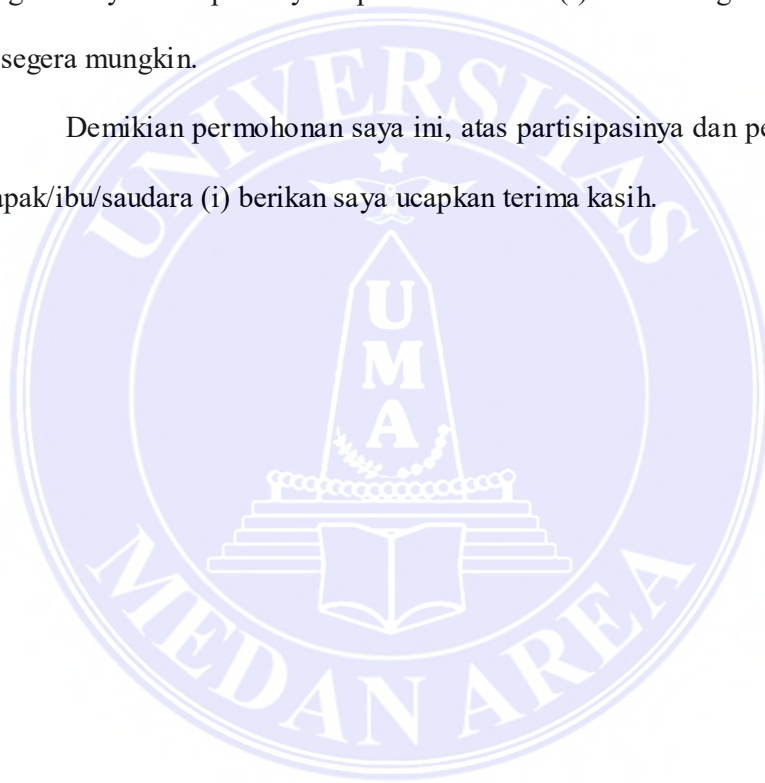 segera mungkin.
Demikian permohonan saya ini, atas partisipasinya dan
apak/ibu/saudara (i) berikan saya ucapkan terima kasih.
UNIVERSITAS
UMA
MEDAN AREA